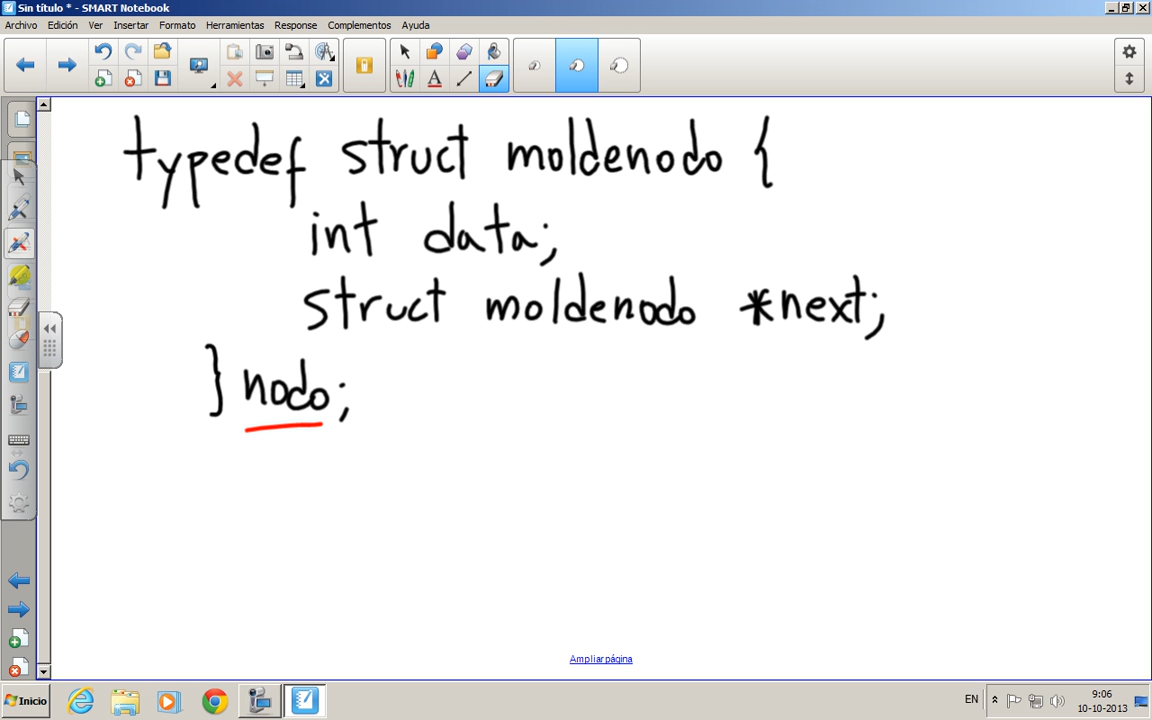 Sin título * - SMART Notebook
Archivo Edición Ver Insertar Formato Herramientas Response Complementos Ayuda
typedef struct moldenodo {
int data;
struct moldenodo *next;
} nodo;
Ampliar página
Inicio
EN
9:06
10-10-2013